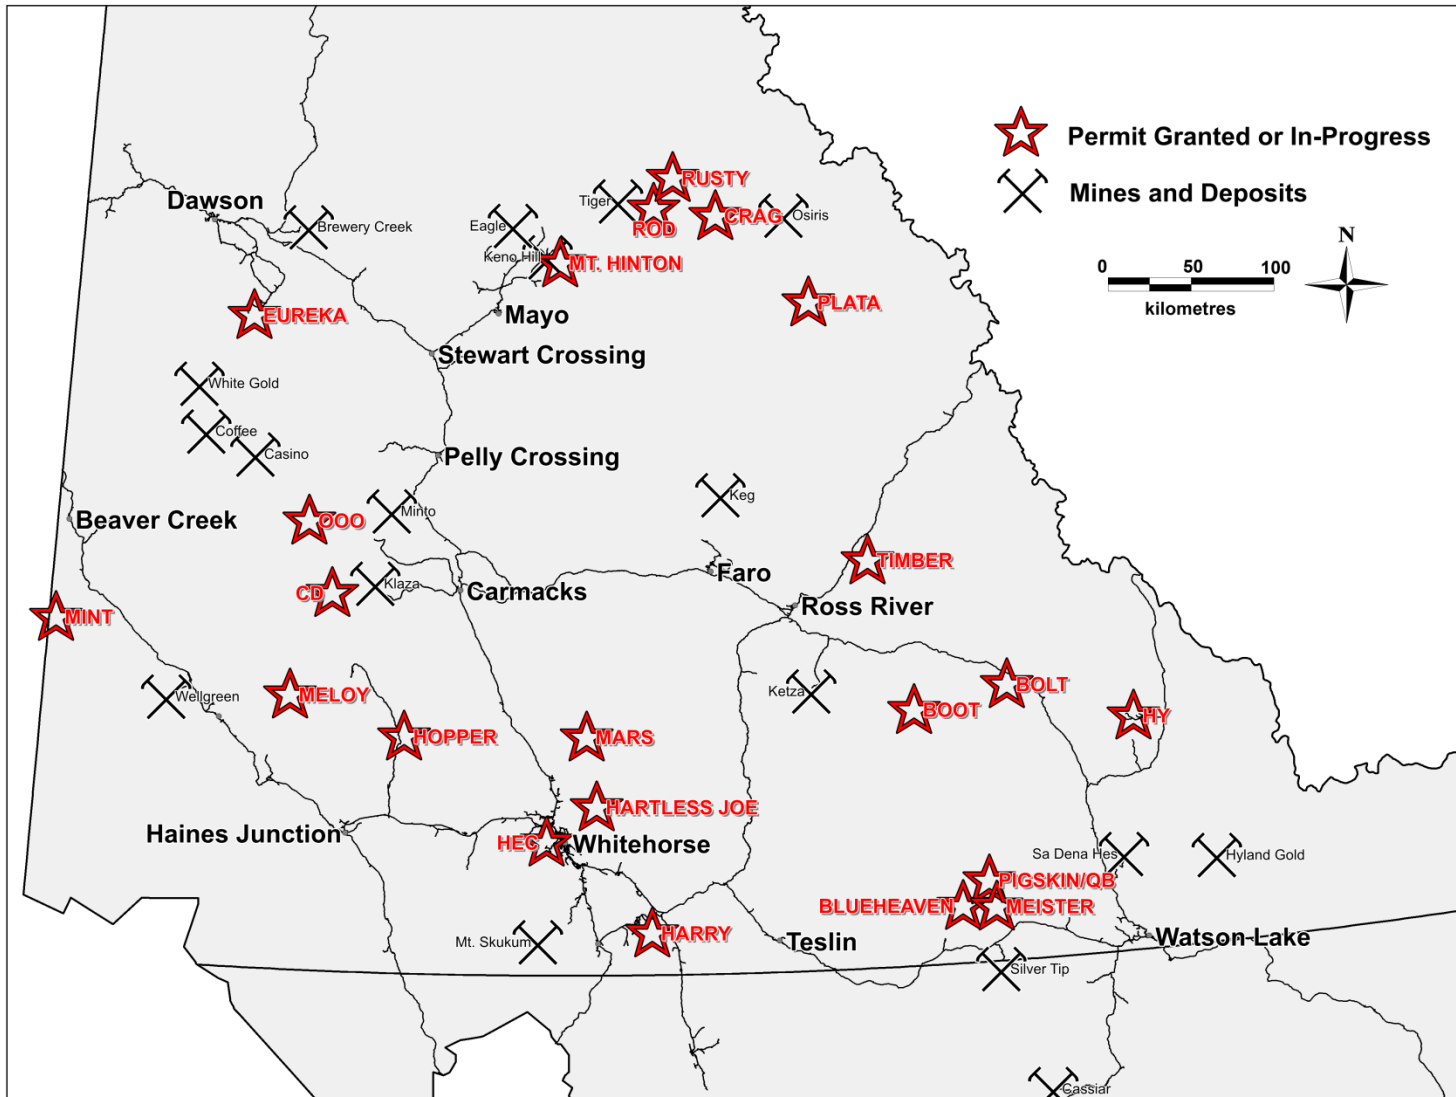 Permit Granted or In-Progress
Mines and Deposits
N
0 50 100
kilometres
RUSTY
Tiger
ROD
CRAG
Osiris
Dawson
Brewery Creek
Eagle
Keno Hill
MT. HINTON
PLATA
EUREKA
Mayo
Stewart Crossing
White Gold
Coffee
Casino
Pelly Crossing
Keg
Beaver Creek
OOO
Minto
TIMBER
Faro
CD
Klaza
Carmacks
Ross River
MINT
Wellgreen
MELOY
Ketza
BOLT
BOOT
HY
HOPPER
MARS
HARTLESS JOE
Haines Junction
HEC
Whitehorse
Sa Dena Hes
Hyland Gold
PIGSKIN/QB
BLUEHEAVEN
MEISTER
Mt. Skukum
HARRY
Teslin
Watson Lake
Silver Tip
Cassiar